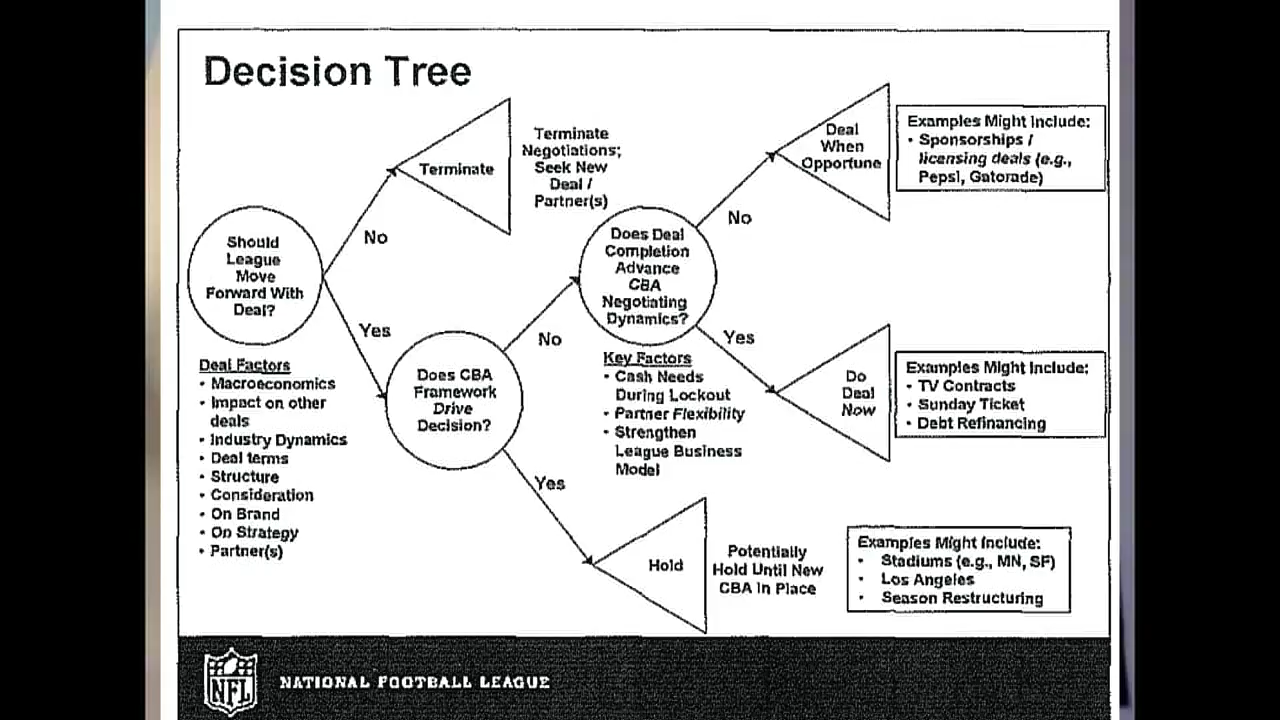 Decision Tree
Should
League
Move
Forward With
Deal?
No
Yes
Deal Factors
• Macroeconomics
• Impact on other
deals
• Industry Dynamics
• Deal terms
• Structure
• Consideration
• On Brand
• On Strategy
• Partner(s)
Terminate
Terminate
Negotiations;
Seek New
Deal /
Partner(s)
Does CBA
Framework
Drive
Decision?
No
Yes
Does Deal
Completion
Advance
CBA
Negotiating
Dynamics?
No
Yes
Key Factors
• Cash Needs
During Lockout
• Partner Flexibility
• Strengthen
League Business
Model
Deal
When
Opportune
Examples Might Include:
• Sponsorships /
licensing deals (e.g.,
Pepsi, Gatorade)
Do
Deal
Now
Examples Might Include:
• TV Contracts
• Sunday Ticket
• Debt Refinancing
Hold
Potentially
Hold Until New
CBA In Place
Examples Might Include:
• Stadiums (e.g., MN, SF)
• Los Angeles
• Season Restructuring
NFL
NATIONAL FOOTBALL LEAGUE